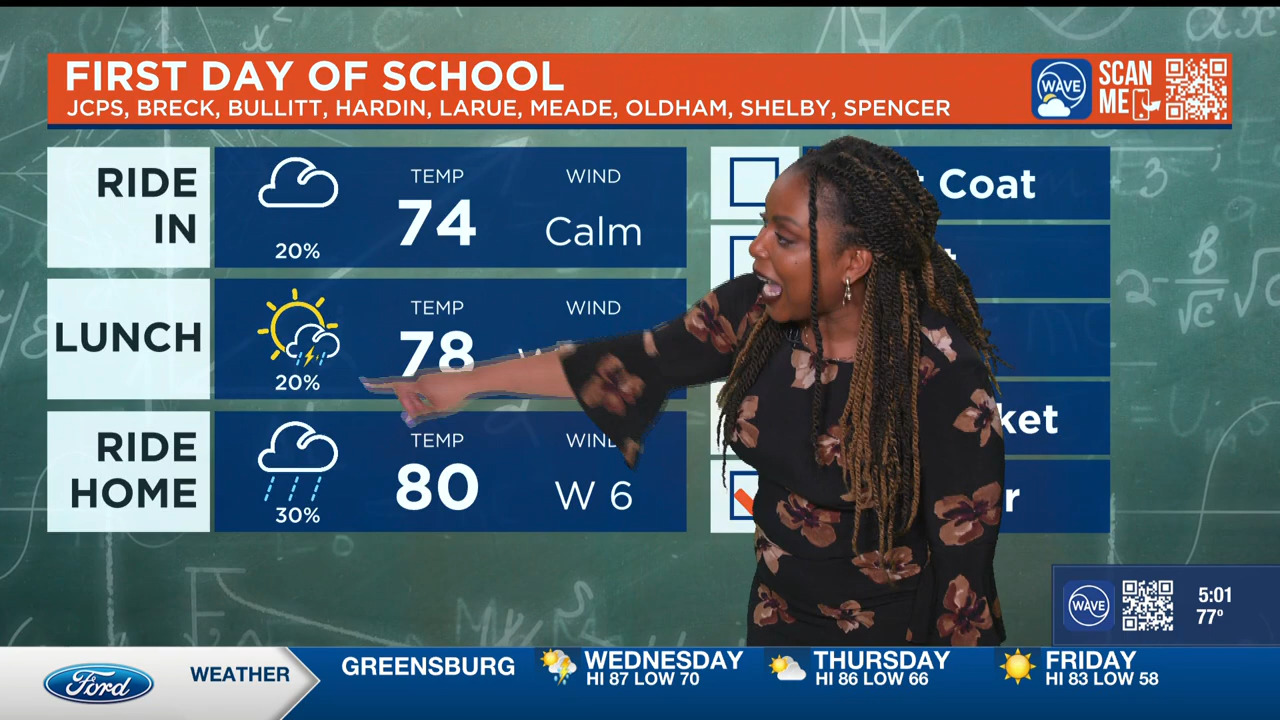 FIRST DAY OF SCHOOL
JCPS, BRECK, BULLITT, HARDIN, LARUE, MEADE, OLDHAM, SHELBY, SPENCER
WAVE
SCAN
ME
RIDE
IN
20%
TEMP
74
WIND
Calm
Coat
LUNCH
20%
TEMP
78
WIND
RIDE
HOME
30%
TEMP
80
WIND
W 6
WAVE
5:01
77°
Ford
WEATHER
GREENSBURG
WEDNESDAY
HI 87 LOW 70
THURSDAY
HI 86 LOW 66
FRIDAY
HI 83 LOW 58